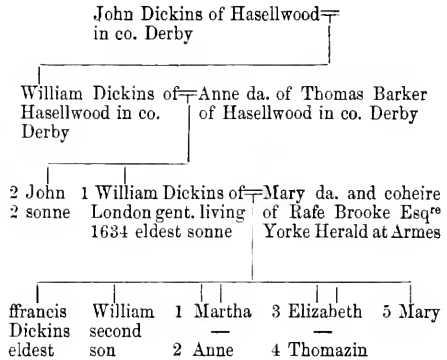 John Dickins of Hasellwood
in co. Derby
William Dickins of
Hasellwood in co.
Derby
Anne da. of Thomas Barker
of Hasellwood in co. Derby
2 John
2 sonne
1 William Dickins of
London gent. living
1634 eldest sonne
Mary da. and coheire
of Rafe Brooke Esqre
Yorke Herald at Armes
ffrancis
Dickins
eldest
William
second
son
1 Martha
—
2 Anne
3 Elizabeth
—
4 Thomazin
5 Mary